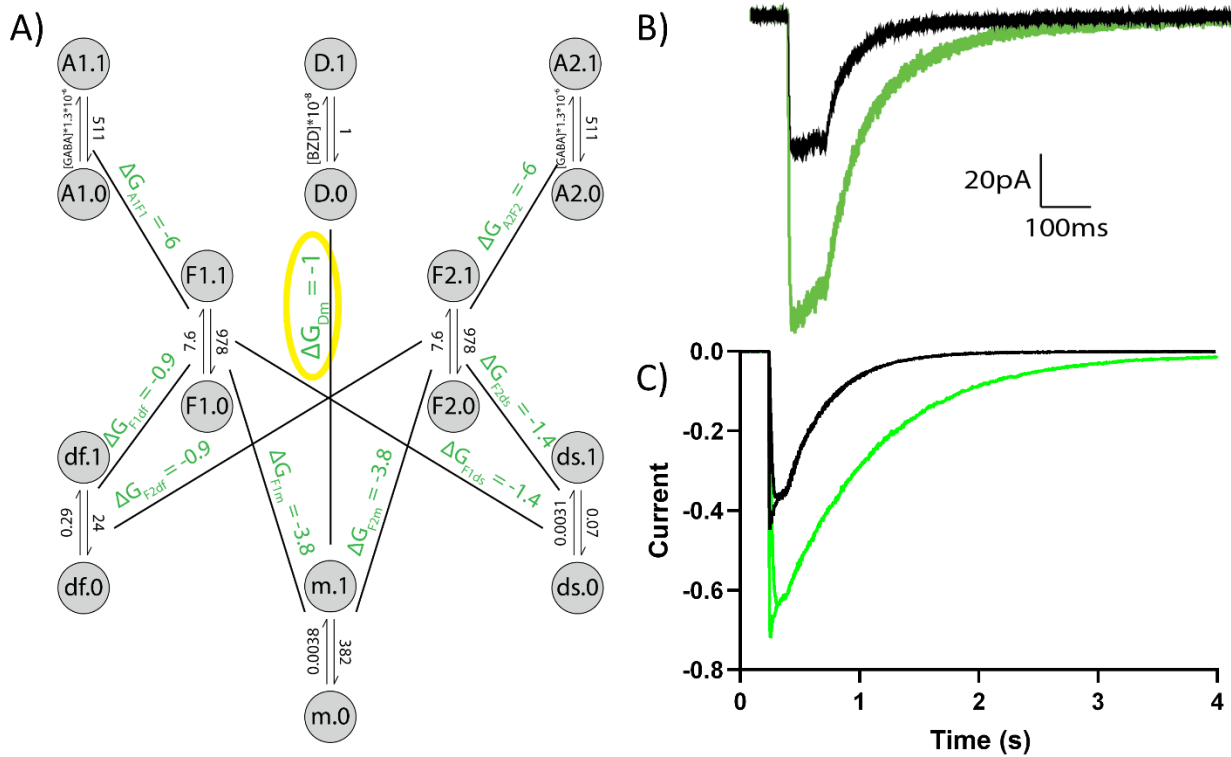 A)
A1.1
[GABA]*1.3*10⁻⁶
511
A1.0
D.1
[BZD]*10⁻⁸
1
D.0
A2.1
[GABA]*1.3*10⁻⁶
511
A2.0
ΔG_A1F1 = -6
ΔG_Dm = -1
ΔG_A2F2 = -6
F1.1
7.6
978
F1.0
F2.1
7.6
978
F2.0
ΔG_F1df = -0.9
ΔG_F2df = -0.9
ΔG_F1m = -3.8
ΔG_F2m = -3.8
ΔG_F2ds = -1.4
ΔG_F1ds = -1.4
df.1
0.29
24
df.0
ds.1
0.0031
0.07
ds.0
m.1
0.0038
382
m.0
B)
20pA
100ms
C)
Current
0.0
-0.2
-0.4
-0.6
-0.8
0 1 2 3 4
Time (s)